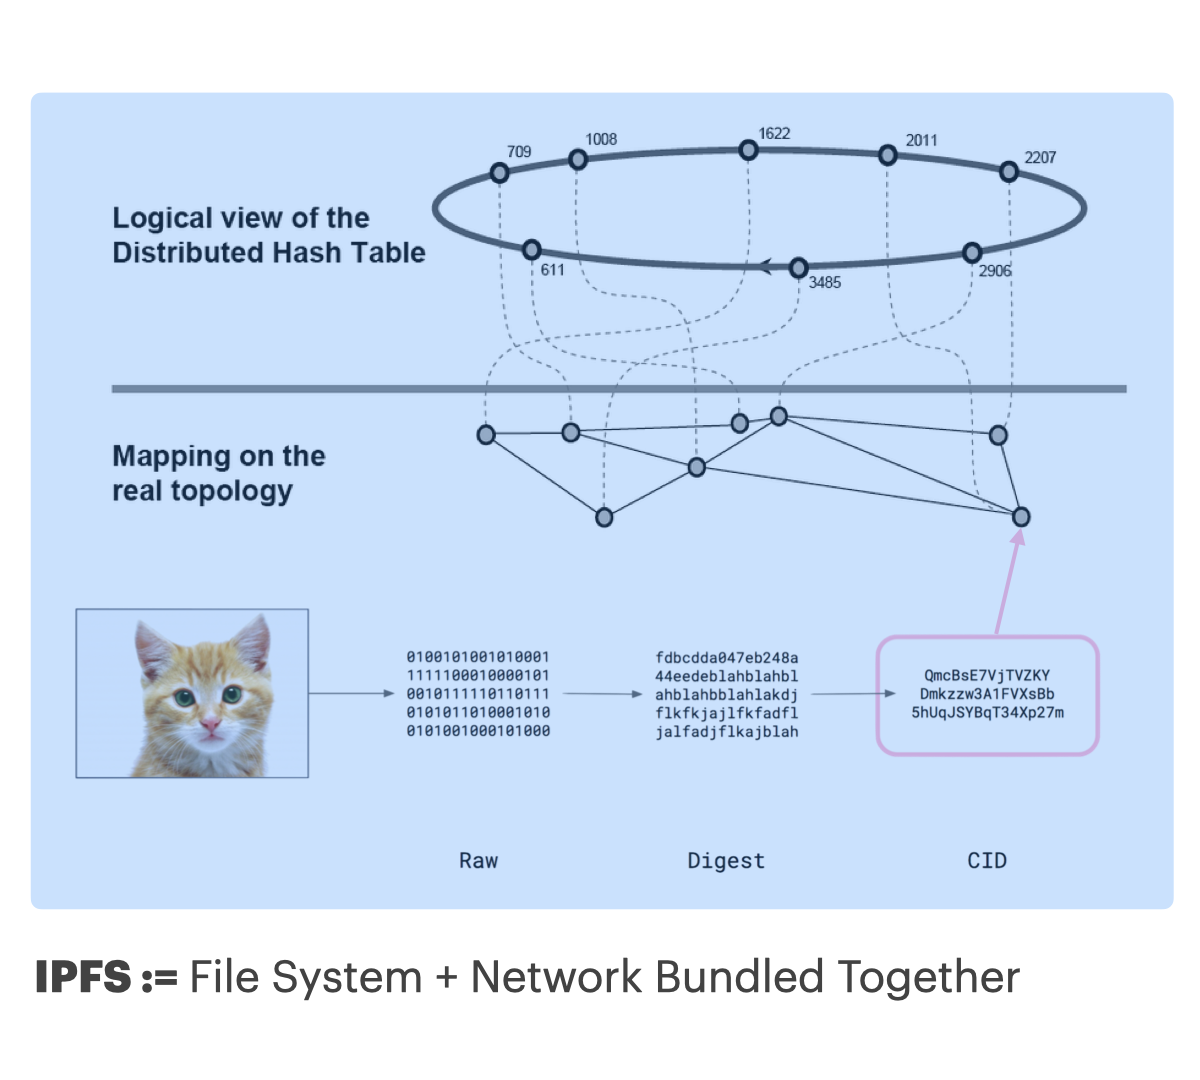 709
1008
1622
2011
2207
Logical view of the
Distributed Hash Table
611
3485
2906
Mapping on the
real topology
0100101001010001
1111100010000101
0010111110110111
0101011010001010
0101001000101000
fdbcdda047eb248a
44eedeblahblahbl
ahblahbblahlakdj
flkfkjajlfkfadfl
jalfadjflkajblah
QmcBsE7VjTVZKY
Dmkzzw3A1FVXsBb
5hUqJSYBqT34Xp27m
Raw
Digest
CID
IPFS := File System + Network Bundled Together